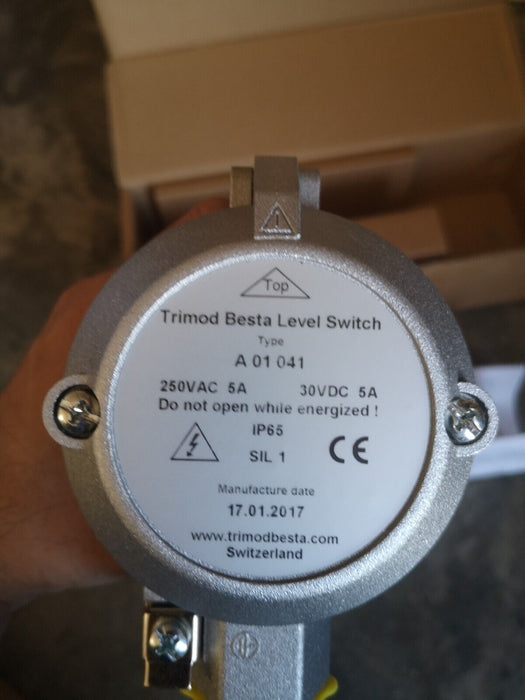 Top
Trimod Besta Level Switch
Type
A 01 041
250VAC 5A 30VDC 5A
Do not open while energized !
IP65
SIL 1
CE
Manufacture date
17.01.2017
www.trimodbesta.com
Switzerland